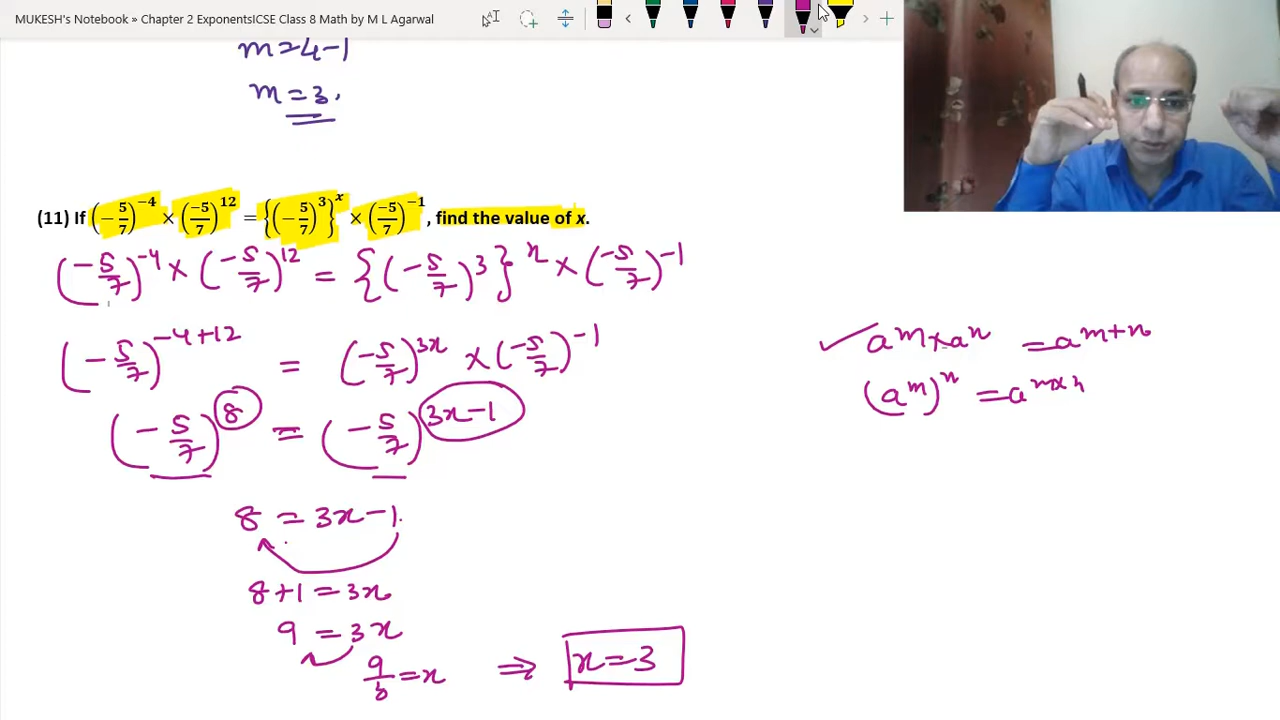 MUKESH's Notebook » Chapter 2 ExponentsICSE Class 8 Math by M L Agarwal
m=4-1
m=3.
(11) If (-5/7)^-4 × (-5/7)^12 = {(-5/7)^3}^x × (-5/7)^-1, find the value of x.
(-5/7)^-4 × (-5/7)^12 = {(-5/7)^3}^x × (-5/7)^-1
(-5/7)^-4+12 = (-5/7)^3x × (-5/7)^-1
a^m × a^n = a^m+n
(a^m)^n = a^m×n
(-5/7)^8 = (-5/7)^3x-1
8 = 3x-1
8+1 = 3x
9 = 3x
9/3 = x ⇒ x=3